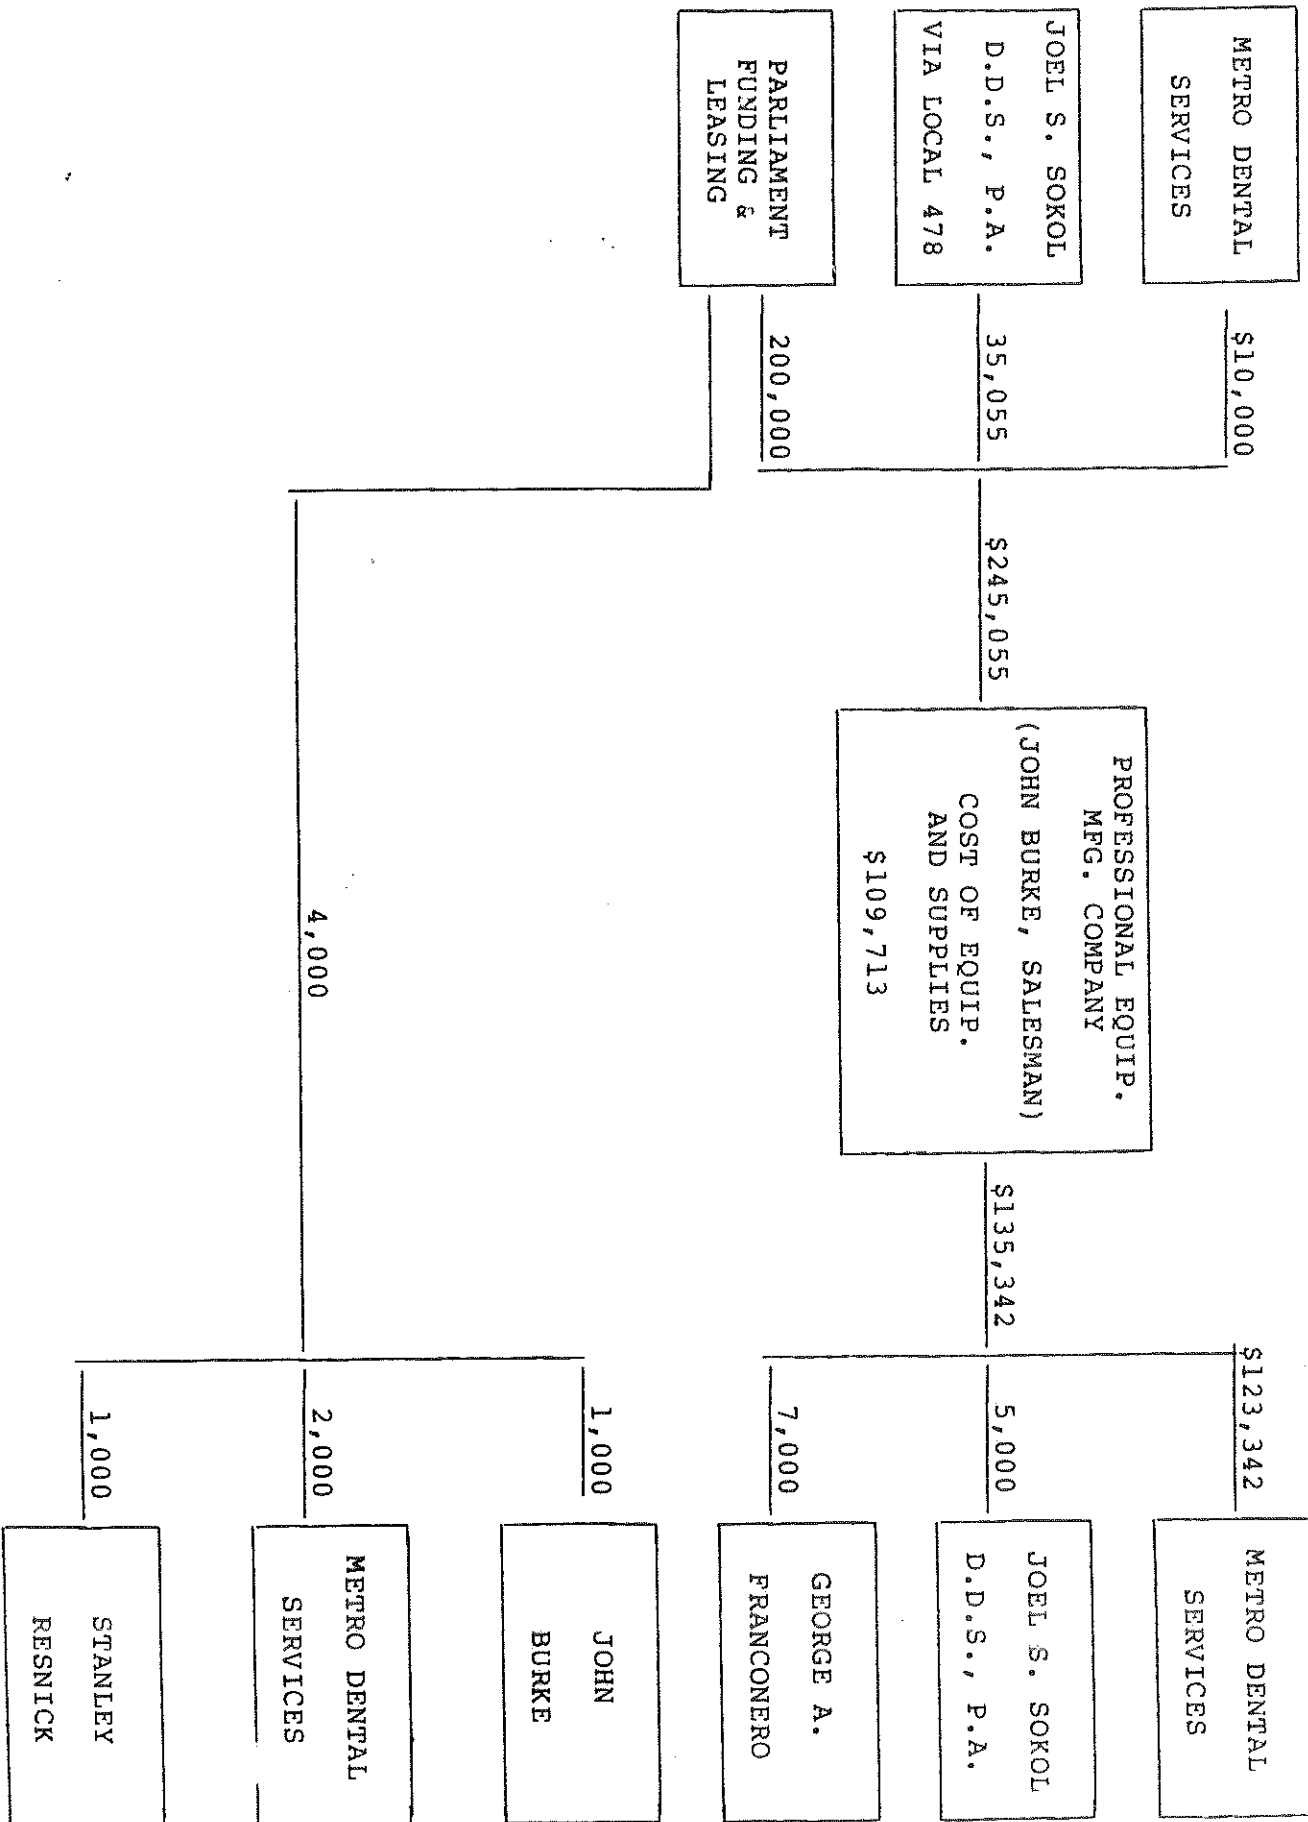 METRO DENTAL
SERVICES
JOEL S. SOKOL
D.D.S., P.A.
VIA LOCAL 478
PARLIAMENT
FUNDING &
LEASING
$10,000
35,055
200,000
$245,055
PROFESSIONAL EQUIP.
MFG. COMPANY
(JOHN BURKE, SALESMAN)
COST OF EQUIP.
AND SUPPLIES
$109,713
$135,342
$123,342
5,000
7,000
METRO DENTAL
SERVICES
JOEL S. SOKOL
D.D.S., P.A.
GEORGE A.
FRANCONERO
4,000
1,000
2,000
1,000
JOHN
BURKE
METRO DENTAL
SERVICES
STANLEY
RESNICK